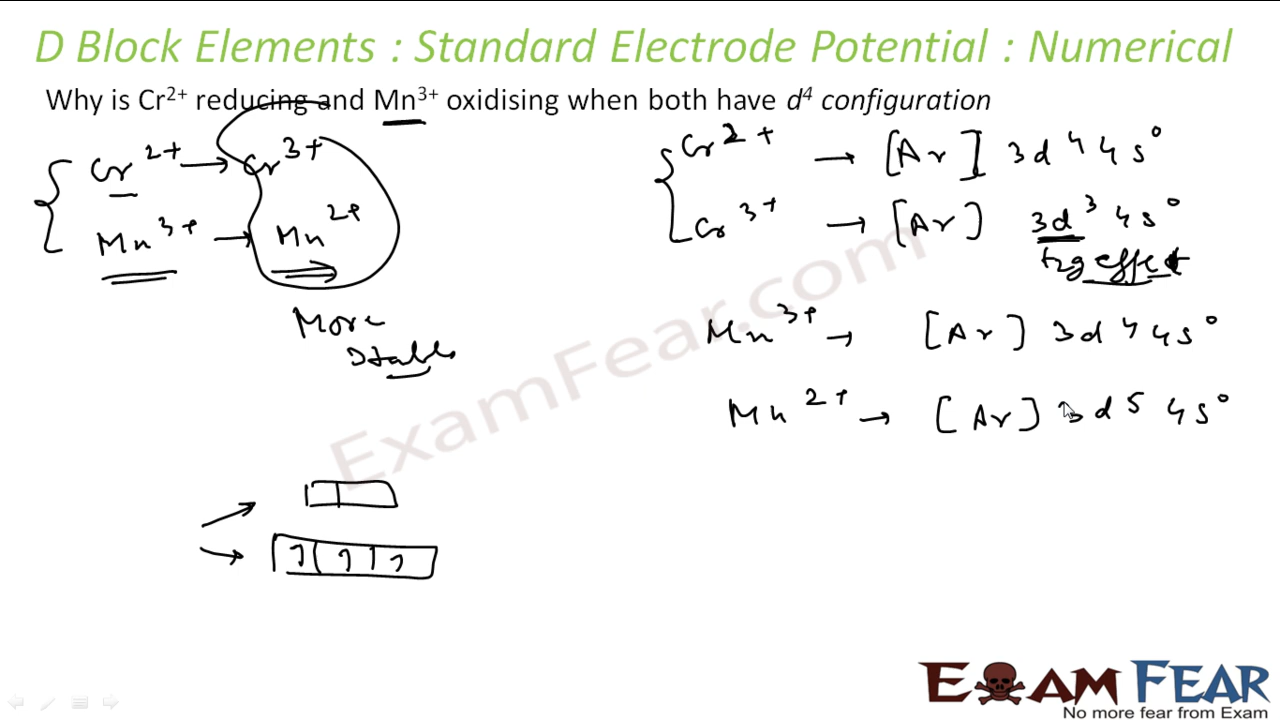 D Block Elements : Standard Electrode Potential : Numerical
Why is Cr²⁺ reducing and Mn³⁺ oxidising when both have d⁴ configuration
Cr²⁺ → Cr³⁺
Mn³⁺ → Mn²⁺
More
Stable
Cr²⁺ → [Ar] 3d⁴ 4s⁰
Cr³⁺ → [Ar] 3d³ 4s⁰
t2g effect
Mn³⁺ → [Ar] 3d⁴ 4s⁰
Mn²⁺ → [Ar] 3d⁵ 4s⁰
ExamFear.com
EXAM FEAR
No more fear from Exam